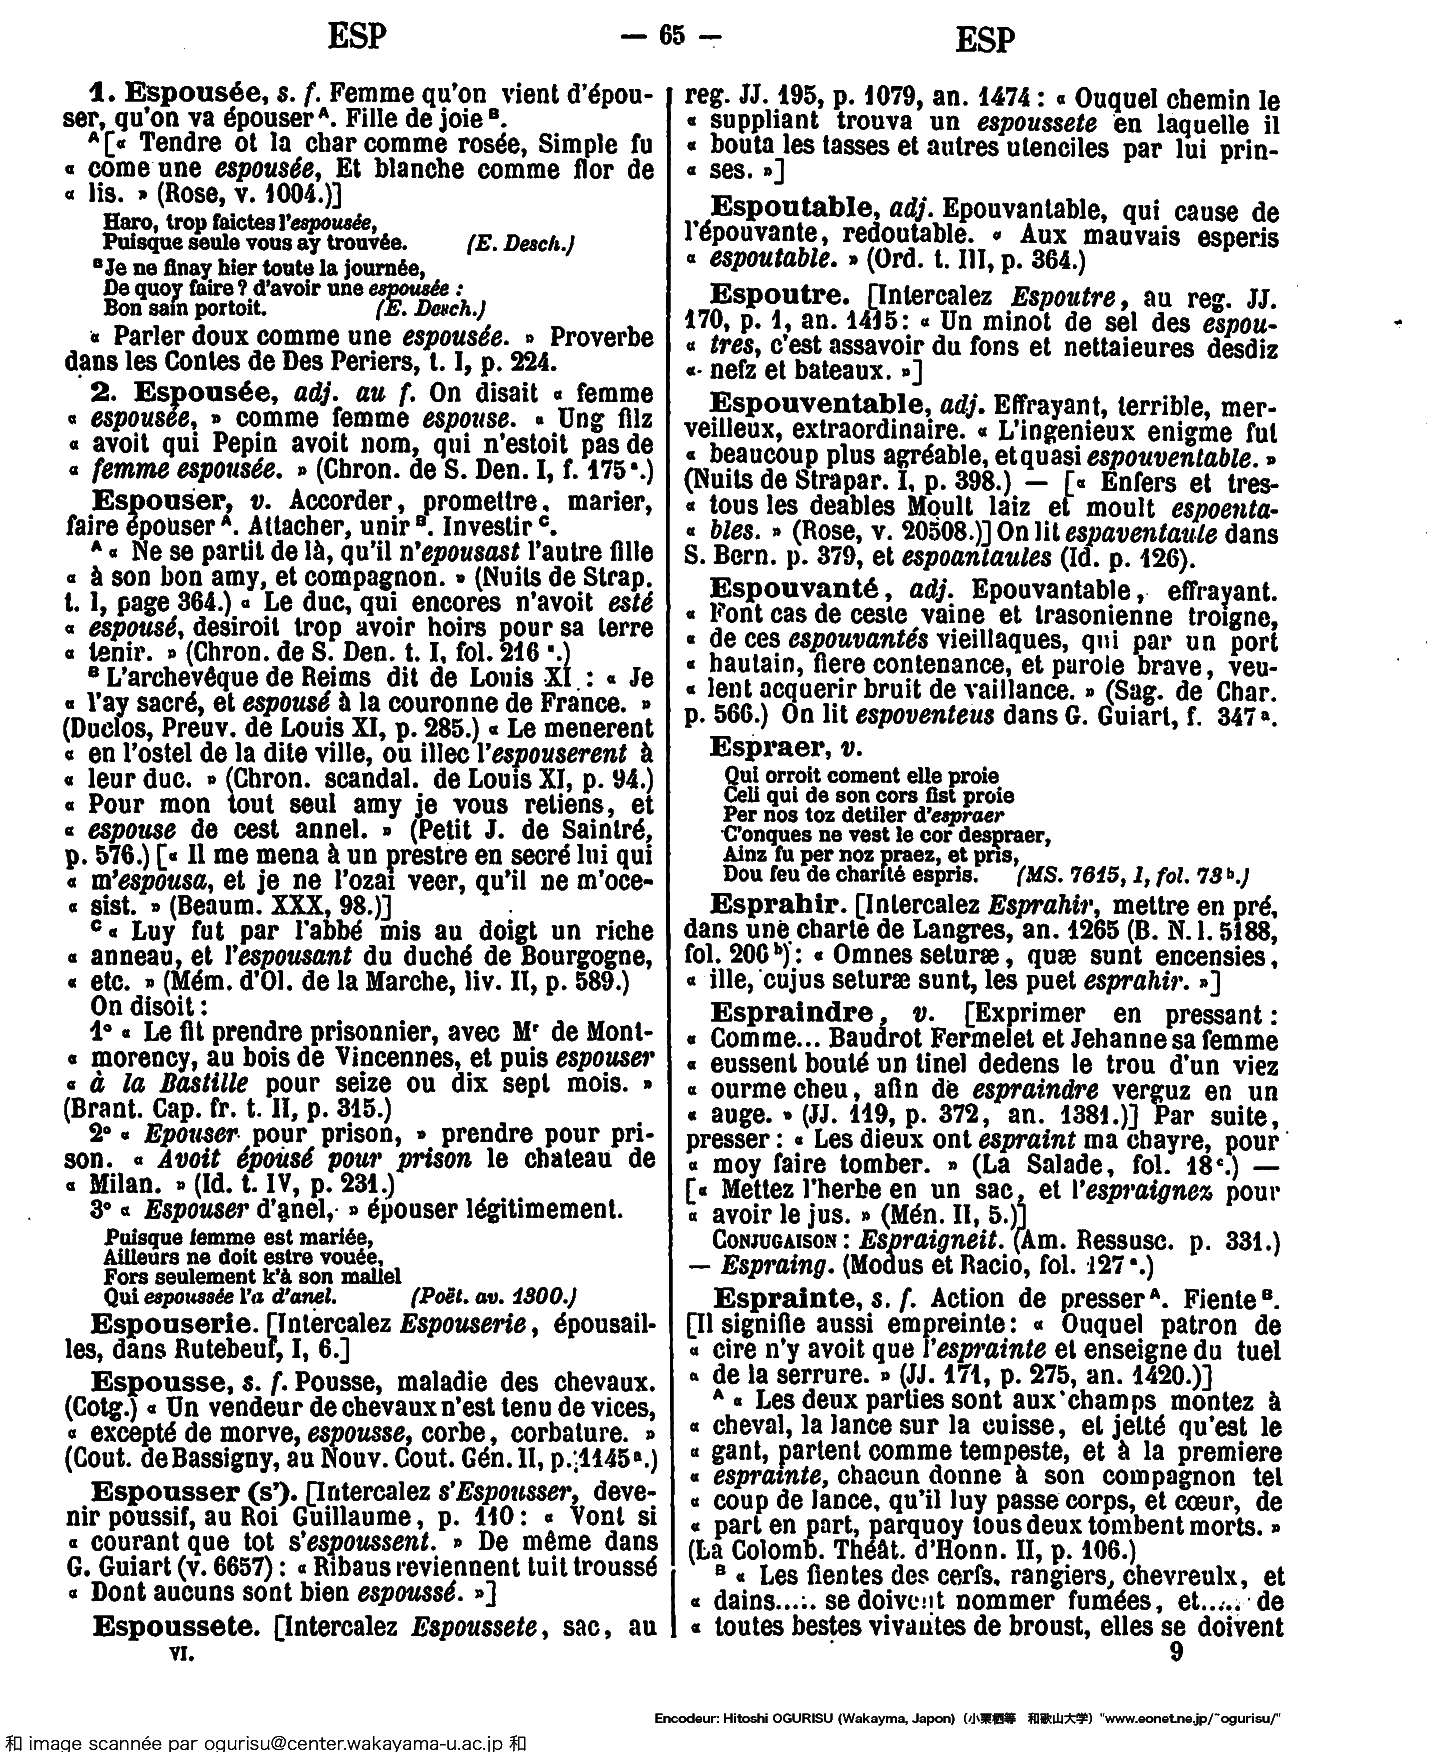 ESP — 65 — ESP
1. Espousée, s. f. Femme qu'on vient d'épou-
ser, qu'on va épouser A. Fille de joie B.
A [« Tendre ot la char comme rosée, Simple fu
« come une espousée, Et blanche comme flor de
« lis. » (Rose, v. 1004.)]
Haro, trop faictes l'espousée,
Puisque seule vous ay trouvée. (E. Desch.)
B Je ne finay hier toute la journée,
De quoy faire ? d'avoir une espousée :
Bon sain portoit. (E. Desch.)
« Parler doux comme une espousée. » Proverbe
dans les Contes de Des Periers, t. I, p. 224.
2. Espousée, adj. au f. On disait « femme
« espousée, » comme femme espouse. « Ung filz
« avoit qui Pepin avoit nom, qui n'estoit pas de
« femme espousée. » (Chron. de S. Den. I, f. 175 a.)
Espouser, v. Accorder, promettre, marier,
faire épouser A. Attacher, unir B. Investir C.
A « Ne se partit de là, qu'il n'epousast l'autre fille
« à son bon amy, et compagnon. » (Nuits de Strap.
t. I, page 364.) « Le duc, qui encores n'avoit esté
« espousé, desiroit trop avoir hoirs pour sa terre
« tenir. » (Chron. de S. Den. t. I, fol. 216 a.)
B L'archevêque de Reims dit de Louis XI : « Je
« l'ay sacré, et espousé à la couronne de France. »
(Duclos, Preuv. de Louis XI, p. 285.) « Le menerent
« en l'ostel de la dite ville, ou illec l'espouserent à
« leur duc. » (Chron. scandal. de Louis XI, p. 94.)
« Pour mon tout seul amy je vous retiens, et
« espouse de cest annel. » (Petit J. de Saintré,
p. 576.) [« Il me mena à un prestre en secré lui qui
« m'espousa, et je ne l'ozai veer, qu'il ne m'oce-
« sist. » (Beaum. XXX, 98.)]
C « Luy fut par l'abbé mis au doigt un riche
« anneau, et l'espousant du duché de Bourgogne,
« etc. » (Mém. d'Ol. de la Marche, liv. II, p. 589.)
On disoit :
1° « Le fit prendre prisonnier, avec Mr de Mont-
« morency, au bois de Vincennes, et puis espouser
« à la Bastille pour seize ou dix sept mois. »
(Brant. Cap. fr. t. II, p. 315.)
2° « Epouser pour prison, » prendre pour pri-
son. « Avoit épousé pour prison le chateau de
« Milan. » (Id. t. IV, p. 231.)
3° « Espouser d'anel, » épouser légitimement.
Puisque femme est mariée,
Ailleurs ne doit estre vouée,
Fors seulement k'à son mallel
Qui espoussée l'a d'anel. (Poët. av. 1300.)
Espouserie. [Intercalez Espouserie, épousail-
les, dans Rutebeuf, I, 6.]
Espousse, s. f. Pousse, maladie des chevaux.
(Cotg.) « Un vendeur de chevaux n'est tenu de vices,
« excepté de morve, espousse, corbe, corbature. »
(Cout. de Bassigny, au Nouv. Cout. Gén. II, p. 1145 a.)
Espousser (s'). [Intercalez s'Espousser, deve-
nir poussif, au Roi Guillaume, p. 110 : « Vont si
« courant que tot s'espoussent. » De même dans
G. Guiart (v. 6657) : « Ribaus reviennent tuit troussé
« Dont aucuns sont bien espoussé. »]
Espoussete. [Intercalez Espoussete, sac, au
VI.
reg. JJ. 195, p. 1079, an. 1474 : « Ouquel chemin le
« suppliant trouva un espoussete en laquelle il
« bouta les tasses et autres utenciles par lui prin-
« ses. »]
Espoutable, adj. Epouvantable, qui cause de
l'épouvante, redoutable. « Aux mauvais esperis
« espoutable. » (Ord. t. III, p. 364.)
Espoutre. [Intercalez Espoutre, au reg. JJ.
170, p. 1, an. 1415 : « Un minot de sel des espou-
« tres, c'est assavoir du fons et nettaieures desdiz
« nefz et bateaux. »]
Espouventable, adj. Effrayant, terrible, mer-
veilleux, extraordinaire. « L'ingenieux enigme fut
« beaucoup plus agréable, et quasi espouventable. »
(Nuits de Strapar. I, p. 398.) — [« Enfers et tres-
« tous les deables Moult laiz et moult espoenta-
« bles. » (Rose, v. 20508.)] On lit espaventaule dans
S. Bern. p. 379, et espoantaules (Id. p. 126).
Espouvanté, adj. Epouvantable, effrayant.
« Font cas de ceste vaine et trasonienne troigne,
« de ces espouvantés vieillaques, qui par un port
« hautain, fiere contenance, et parole brave, veu-
« lent acquerir bruit de vaillance. » (Sag. de Char.
p. 566.) On lit espoventeus dans G. Guiart, f. 347 a.
Espraer, v.
Qui orroit coment elle proie
Celi qui de son cors fist proie
Per nos toz detiler d'espraer
C'onques ne vest le cor despraer,
Ainz fu per noz praez, et pris,
Dou feu de charité espris. (MS. 7615, I, fol. 73 b.)
Esprahir. [Intercalez Esprahir, mettre en pré,
dans une charte de Langres, an. 1265 (B. N. l. 5188,
fol. 206 b) : « Omnes seturæ, quæ sunt encensies,
« ille, cujus seturæ sunt, les puet esprahir. »]
Espraindre, v. [Exprimer en pressant :
« Comme... Baudrot Fermelet et Jehanne sa femme
« eussent bouté un tinel dedens le trou d'un viez
« ourme cheu, afin de espraindre verguz en un
« auge. » (JJ. 119, p. 372, an. 1381.)] Par suite,
presser : « Les dieux ont espraint ma chayre, pour
« moy faire tomber. » (La Salade, fol. 18 c.) —
[« Mettez l'herbe en un sac, et l'espraignez pour
« avoir le jus. » (Mén. II, 5.)]
CONJUGAISON : Espraigneit. (Am. Ressusc. p. 331.)
— Espraing. (Modus et Racio, fol. 127 a.)
Esprainte, s. f. Action de presser A. Fiente B.
[Il signifie aussi empreinte : « Ouquel patron de
« cire n'y avoit que l'esprainte et enseigne du tuel
« de la serrure. » (JJ. 171, p. 275, an. 1420.)]
A « Les deux parties sont aux champs montez à
« cheval, la lance sur la cuisse, et jetté qu'est le
« gant, partent comme tempeste, et à la premiere
« esprainte, chacun donne à son compagnon tel
« coup de lance, qu'il luy passe corps, et cœur, de
« part en part, parquoy tous deux tombent morts. »
(La Colomb. Théât. d'Honn. II, p. 106.)
B « Les fientes des cerfs, rangiers, chevreulx, et
« dains..... se doivent nommer fumées, et..... de
« toutes bestes vivantes de broust, elles se doivent
9
Encodeur: Hitoshi OGURISU (Wakayma, Japon) (小栗栖等 和歌山大学) "www.eonet.ne.jp/~ogurisu/"
和 image scannée par ogurisu@center.wakayama-u.ac.jp 和